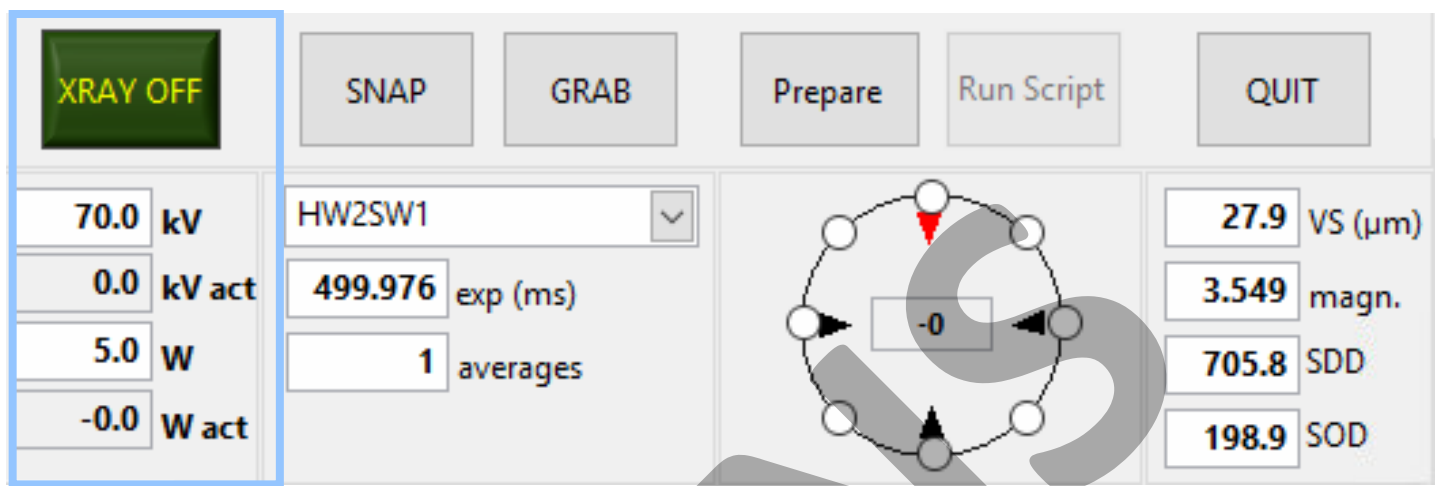 XRAY OFF SNAP GRAB Prepare Run Script QUIT
70.0 kV
0.0 kV act
5.0 W
-0.0 W act
HW2SW1
499.976 exp (ms)
1 averages
-0
27.9 VS (µm)
3.549 magn.
705.8 SDD
198.9 SOD